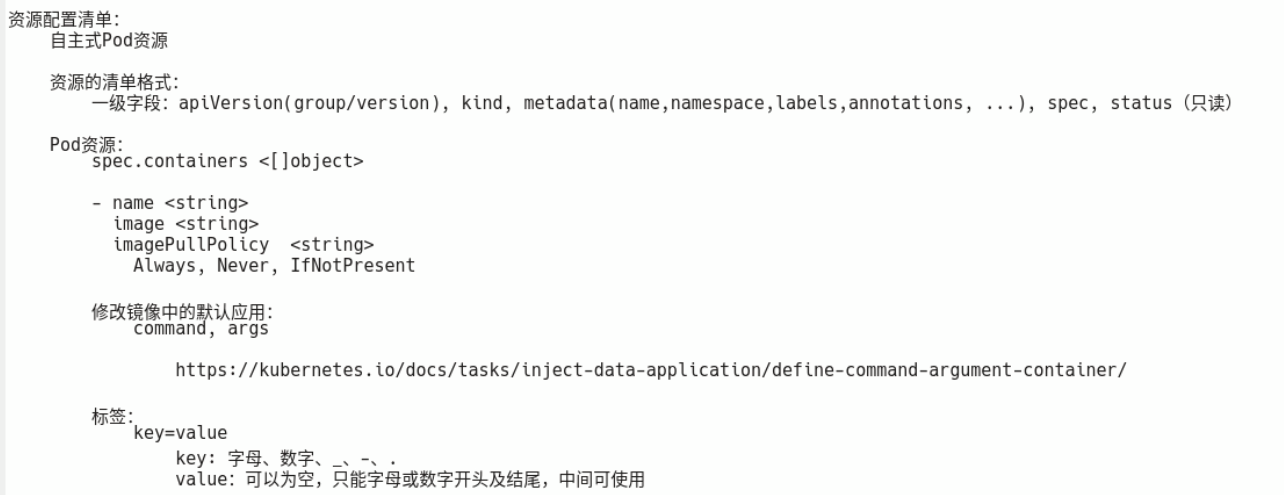 资源配置清单：
自主式Pod资源
资源的清单格式：
一级字段：apiVersion(group/version), kind, metadata(name,namespace,labels,annotations, ...), spec, status（只读）
Pod资源：
spec.containers <[]object>
- name <string>
image <string>
imagePullPolicy  <string>
Always, Never, IfNotPresent
修改镜像中的默认应用：
command, args
https://kubernetes.io/docs/tasks/inject-data-application/define-command-argument-container/
标签：
key=value
key: 字母、数字、_、-、.
value：可以为空，只能字母或数字开头及结尾，中间可使用